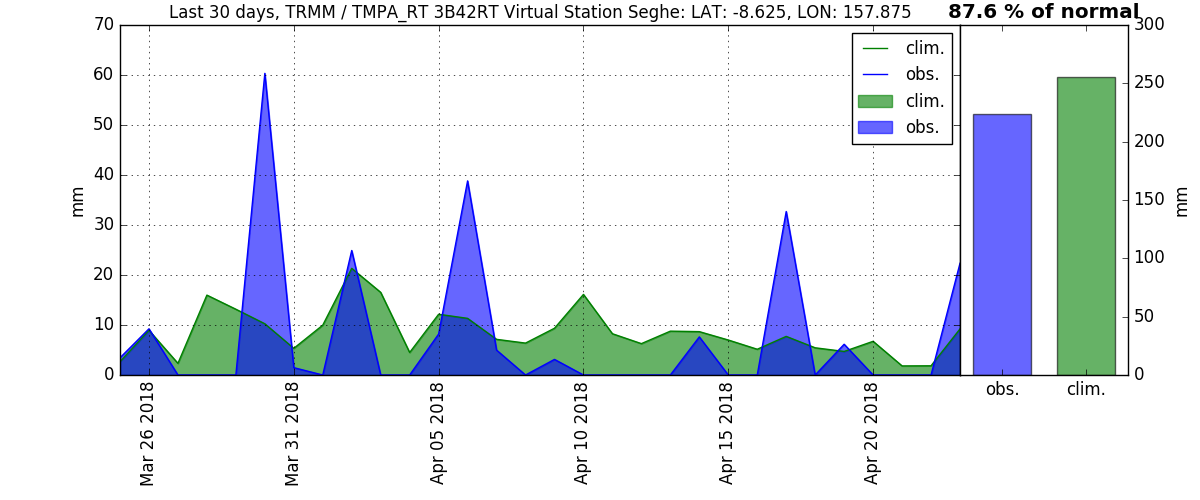 Last 30 days, TRMM / TMPA_RT 3B42RT Virtual Station Seghe: LAT: -8.625, LON: 157.875
87.6 % of normal
70
60
50
40
30
20
10
0
mm
clim.
obs.
clim.
obs.
Mar 26 2018
Mar 31 2018
Apr 05 2018
Apr 10 2018
Apr 15 2018
Apr 20 2018
300
250
200
150
100
50
0
mm
obs.
clim.